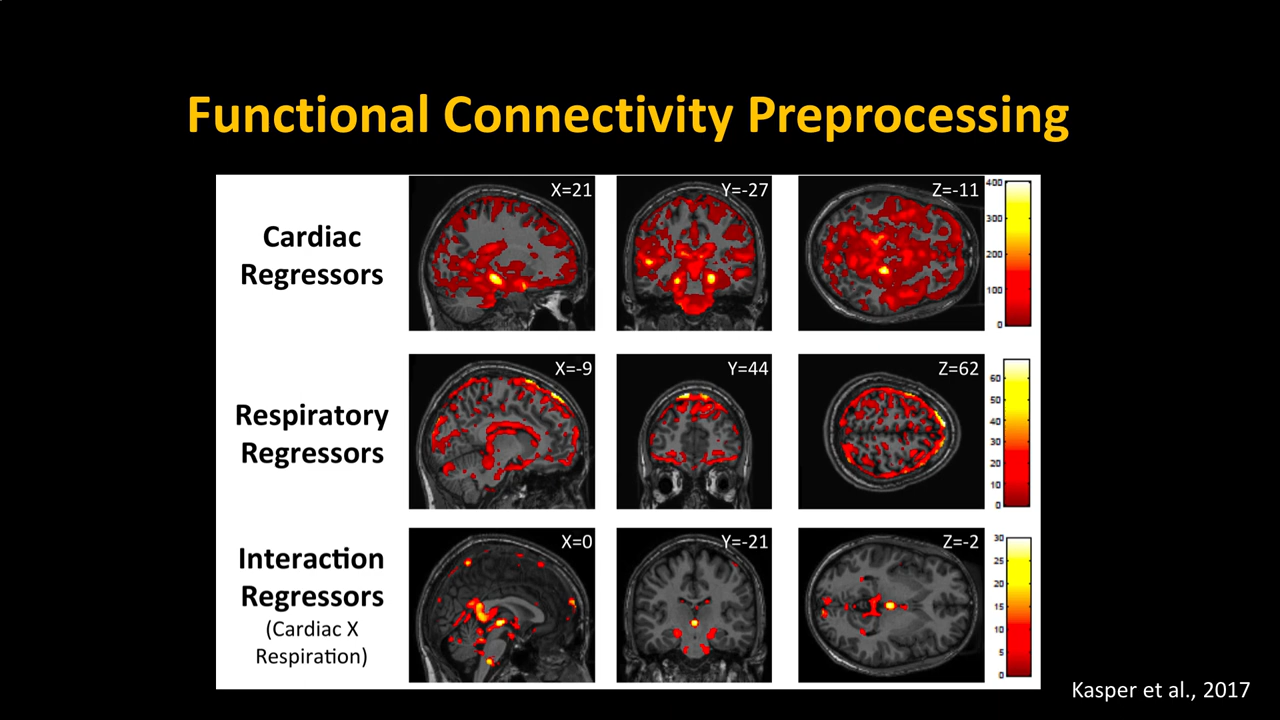 Functional Connectivity Preprocessing
Cardiac
Regressors
X=21
Y=-27
Z=-11
400
300
200
100
0
Respiratory
Regressors
X=-9
Y=44
Z=62
60
50
40
30
20
10
0
Interaction
Regressors
(Cardiac X
Respiration)
X=0
Y=-21
Z=-2
30
25
20
15
10
5
0
Kasper et al., 2017